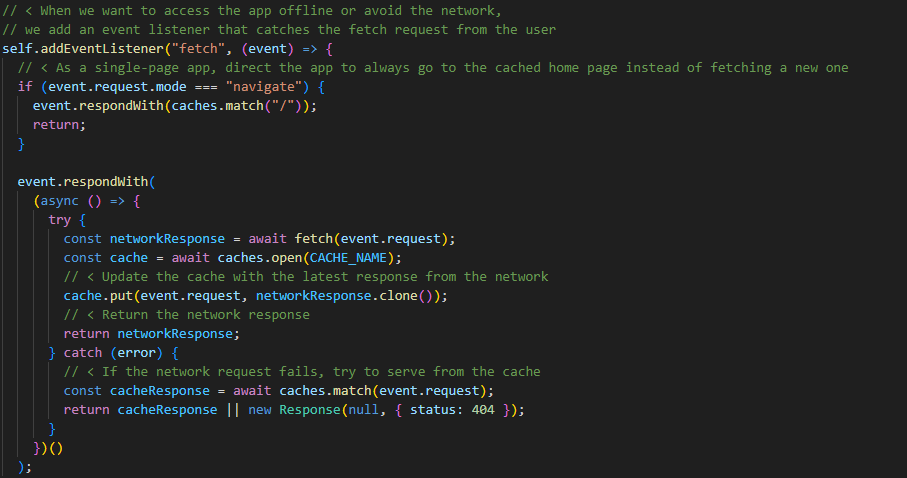 // < When we want to access the app offline or avoid the network,
// we add an event listener that catches the fetch request from the user
self.addEventListener("fetch", (event) => {
  // < As a single-page app, direct the app to always go to the cached home page instead of fetching a new one
  if (event.request.mode === "navigate") {
    event.respondWith(caches.match("/"));
    return;
  }

  event.respondWith(
    (async () => {
      try {
        const networkResponse = await fetch(event.request);
        const cache = await caches.open(CACHE_NAME);
        // < Update the cache with the latest response from the network
        cache.put(event.request, networkResponse.clone());
        // < Return the network response
        return networkResponse;
      } catch (error) {
        // < If the network request fails, try to serve from the cache
        const cacheResponse = await caches.match(event.request);
        return cacheResponse || new Response(null, { status: 404 });
      }
    })()
  );